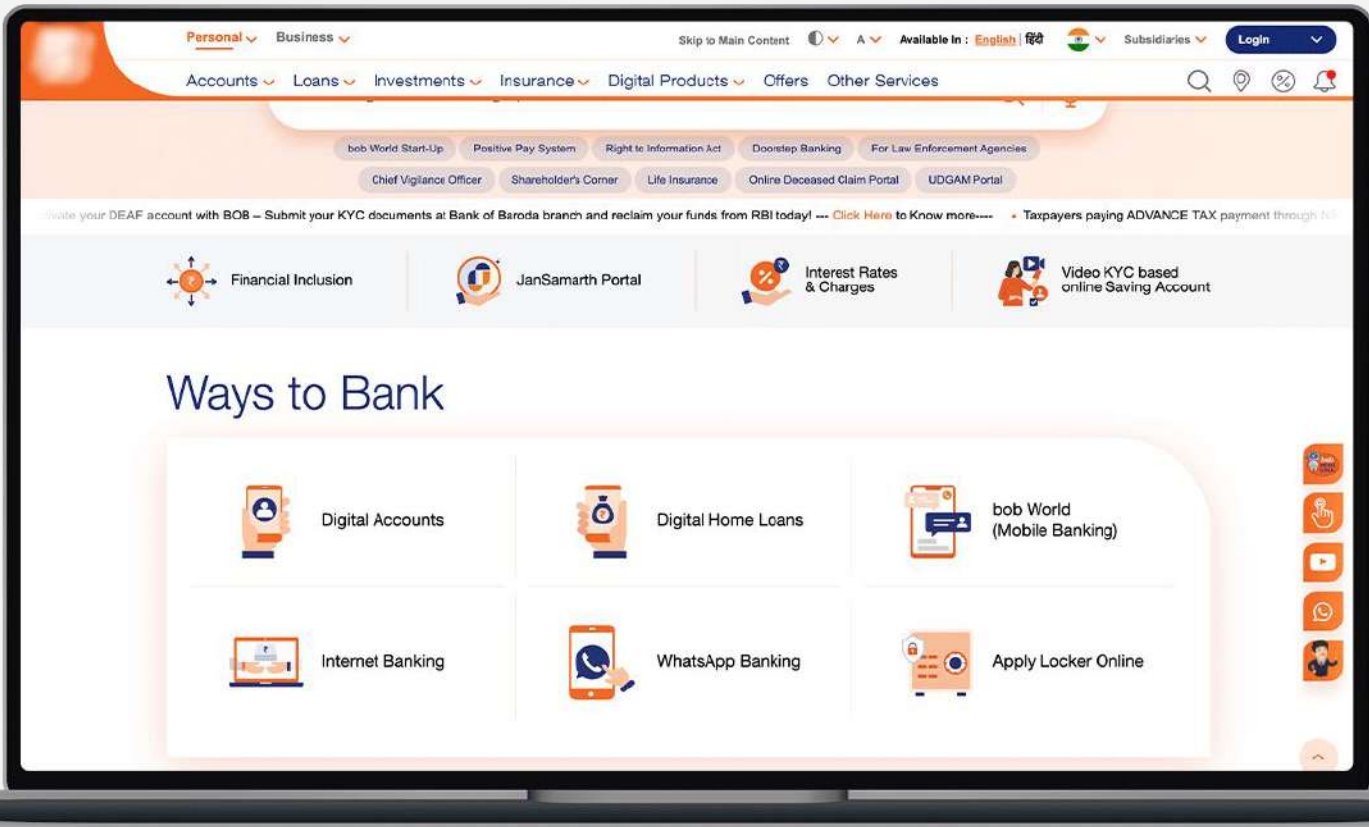 Personal Business Skip to Main Content A Available in : English | हिंदी Subsidiaries Login
Accounts Loans Investments Insurance Digital Products Offers Other Services
bob World Start-Up Positive Pay System Right to Information Act Doorstep Banking For Law Enforcement Agencies
Chief Vigilance Officer Shareholder's Corner Life Insurance Online Deceased Claim Portal UDGAM Portal
your DEAF account with BOB – Submit your KYC documents at Bank of Baroda branch and reclaim your funds from RBI today! --- Click Here to Know more---- • Taxpayers paying ADVANCE TAX payment through
Financial Inclusion
JanSamarth Portal
Interest Rates
& Charges
Video KYC based
online Saving Account
Ways to Bank
Digital Accounts
Digital Home Loans
bob World
(Mobile Banking)
Internet Banking
WhatsApp Banking
Apply Locker Online